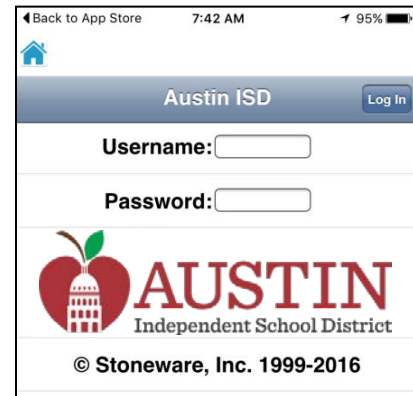 Back to App Store 7:42 AM 95%
Austin ISD Log In
Username:
Password:
AUSTIN
Independent School District
© Stoneware, Inc. 1999-2016